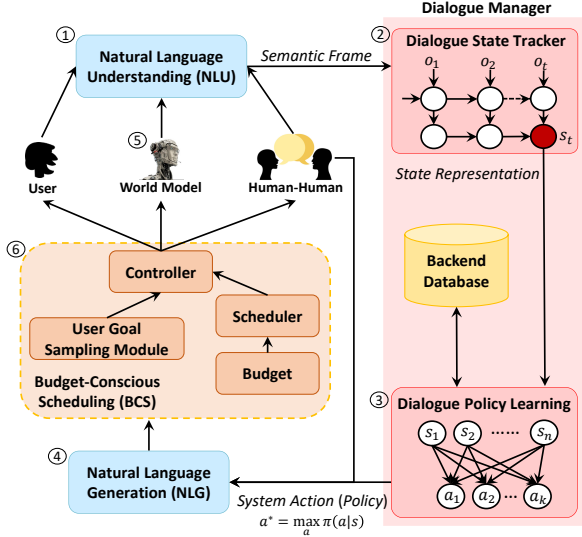 Dialogue Manager
①
Natural Language
Understanding (NLU)
Semantic Frame
②
Dialogue State Tracker
o₁ o₂ oₜ
sₜ
State Representation
⑤
User
World Model
Human-Human
⑥
Controller
Scheduler
User Goal
Sampling Module
Budget
Budget-Conscious
Scheduling (BCS)
Backend
Database
③
Dialogue Policy Learning
s₁ s₂ ······ sₙ
a₁ a₂ ··· aₖ
④
Natural Language
Generation (NLG)
System Action (Policy)
a* = max π(a|s)
a